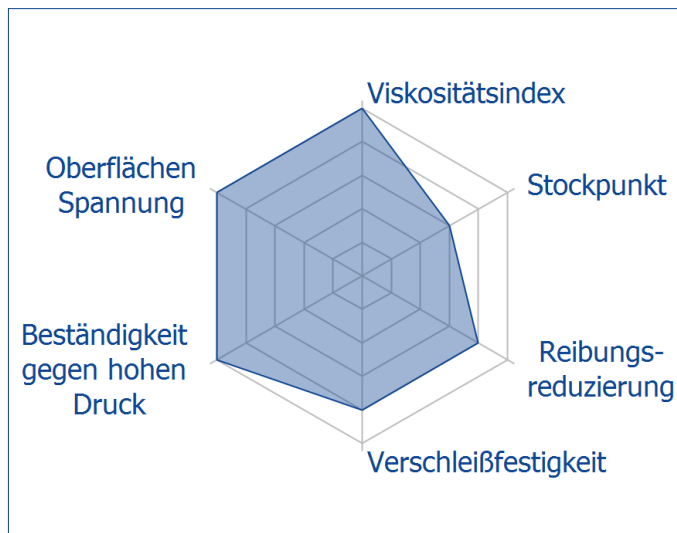 Viskositätsindex
Oberflächen
Spannung
Stockpunkt
Beständigkeit
gegen hohen
Druck
Reibungs-
reduzierung
Verschleißfestigkeit